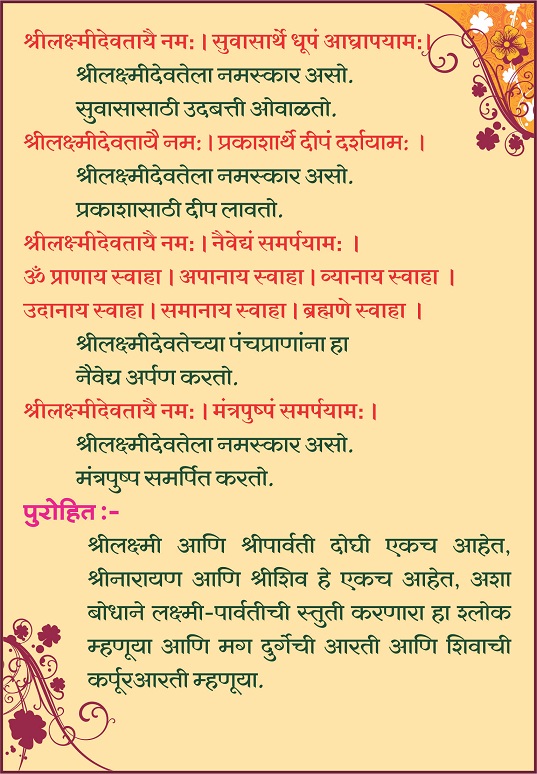 श्रीलक्ष्मीदेवतायै नमः। सुवासार्थे धूपं आघ्रापयामः।
श्रीलक्ष्मीदेवतेला नमस्कार असो.
सुवासासाठी उदबत्ती ओवाळतो.
श्रीलक्ष्मीदेवतायै नमः। प्रकाशार्थे दीपं दर्शयामः ।
श्रीलक्ष्मीदेवतेला नमस्कार असो.
प्रकाशासाठी दीप लावतो.
श्रीलक्ष्मीदेवतायै नमः। नैवेद्यं समर्पयामः ।
ॐ प्राणाय स्वाहा। अपानाय स्वाहा। व्यानाय स्वाहा ।
उदानाय स्वाहा। समानाय स्वाहा। ब्रह्मणे स्वाहा ।
श्रीलक्ष्मीदेवतेच्या पंचप्राणांना हा
नैवेद्य अर्पण करतो.
श्रीलक्ष्मीदेवतायै नमः। मंत्रपुष्पं समर्पयामः।
श्रीलक्ष्मीदेवतेला नमस्कार असो.
मंत्रपुष्प समर्पित करतो.
पुरोहित :-
श्रीलक्ष्मी आणि श्रीपार्वती दोघी एकच आहेत,
श्रीनारायण आणि श्रीशिव हे एकच आहेत, अशा
बोधाने लक्ष्मी-पार्वतीची स्तुती करणारा हा श्लोक
म्हणूया आणि मग दुर्गेची आरती आणि शिवाची
कर्पूरआरती म्हणूया.